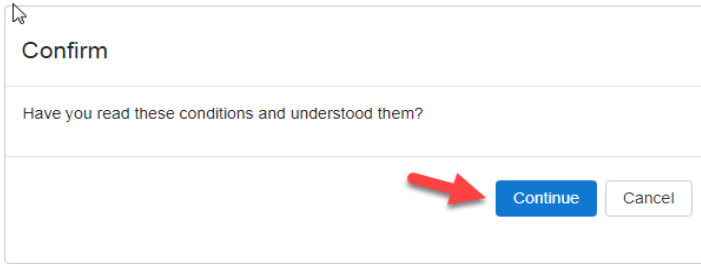 Confirm
Have you read these conditions and understood them?
Continue Cancel